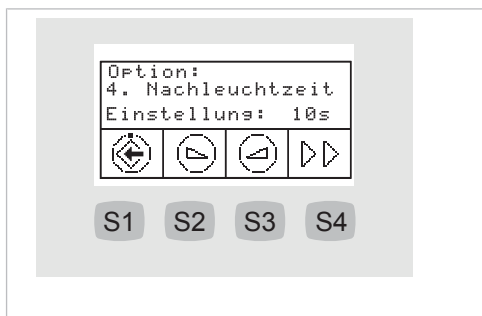 Option:
4. Nachleuchtzeit
Einstellung: 10s
S1 S2 S3 S4